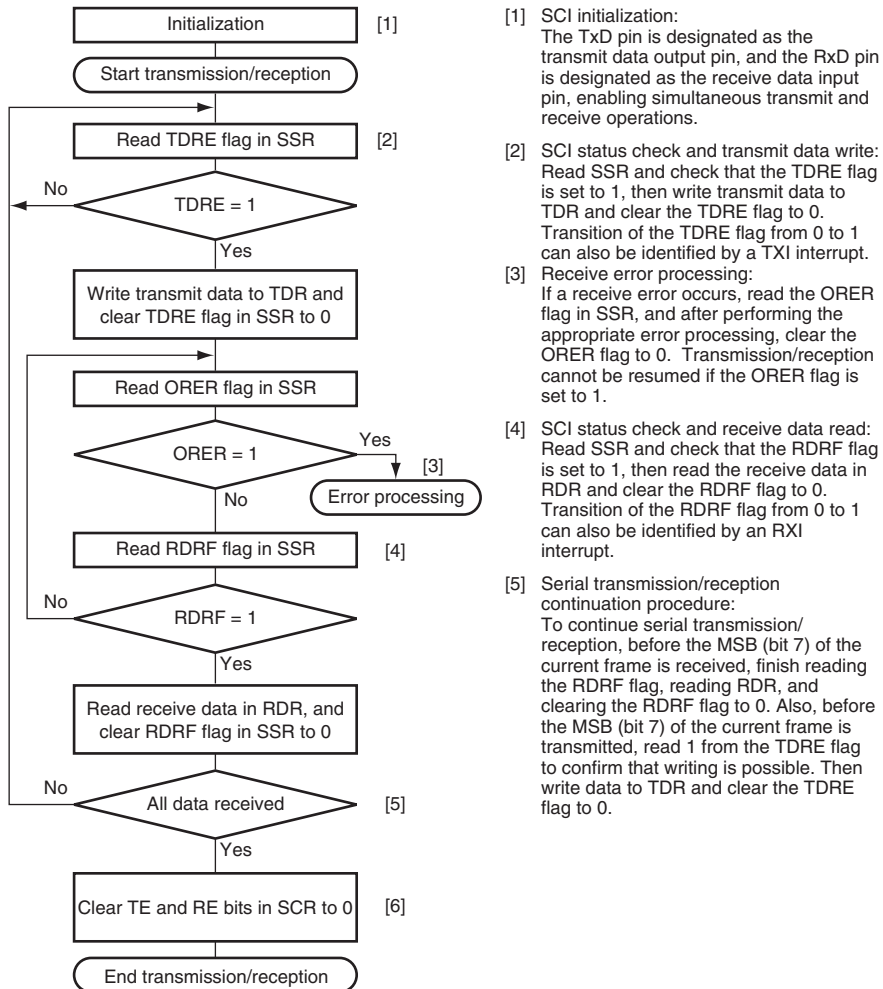 Initialization [1]
Start transmission/reception
Read TDRE flag in SSR [2]
No
TDRE = 1
Yes
Write transmit data to TDR and
clear TDRE flag in SSR to 0
Read ORER flag in SSR
ORER = 1
Yes
[3]
Error processing
No
Read RDRF flag in SSR [4]
No
RDRF = 1
Yes
Read receive data in RDR, and
clear RDRF flag in SSR to 0
No
All data received [5]
Yes
Clear TE and RE bits in SCR to 0 [6]
End transmission/reception
[1] SCI initialization:
The TxD pin is designated as the
transmit data output pin, and the RxD pin
is designated as the receive data input
pin, enabling simultaneous transmit and
receive operations.
[2] SCI status check and transmit data write:
Read SSR and check that the TDRE flag
is set to 1, then write transmit data to
TDR and clear the TDRE flag to 0.
Transition of the TDRE flag from 0 to 1
can also be identified by a TXI interrupt.
[3] Receive error processing:
If a receive error occurs, read the ORER
flag in SSR, and after performing the
appropriate error processing, clear the
ORER flag to 0. Transmission/reception
cannot be resumed if the ORER flag is
set to 1.
[4] SCI status check and receive data read:
Read SSR and check that the RDRF flag
is set to 1, then read the receive data in
RDR and clear the RDRF flag to 0.
Transition of the RDRF flag from 0 to 1
can also be identified by an RXI
interrupt.
[5] Serial transmission/reception
continuation procedure:
To continue serial transmission/
reception, before the MSB (bit 7) of the
current frame is received, finish reading
the RDRF flag, reading RDR, and
clearing the RDRF flag to 0. Also, before
the MSB (bit 7) of the current frame is
transmitted, read 1 from the TDRE flag
to confirm that writing is possible. Then
write data to TDR and clear the TDRE
flag to 0.